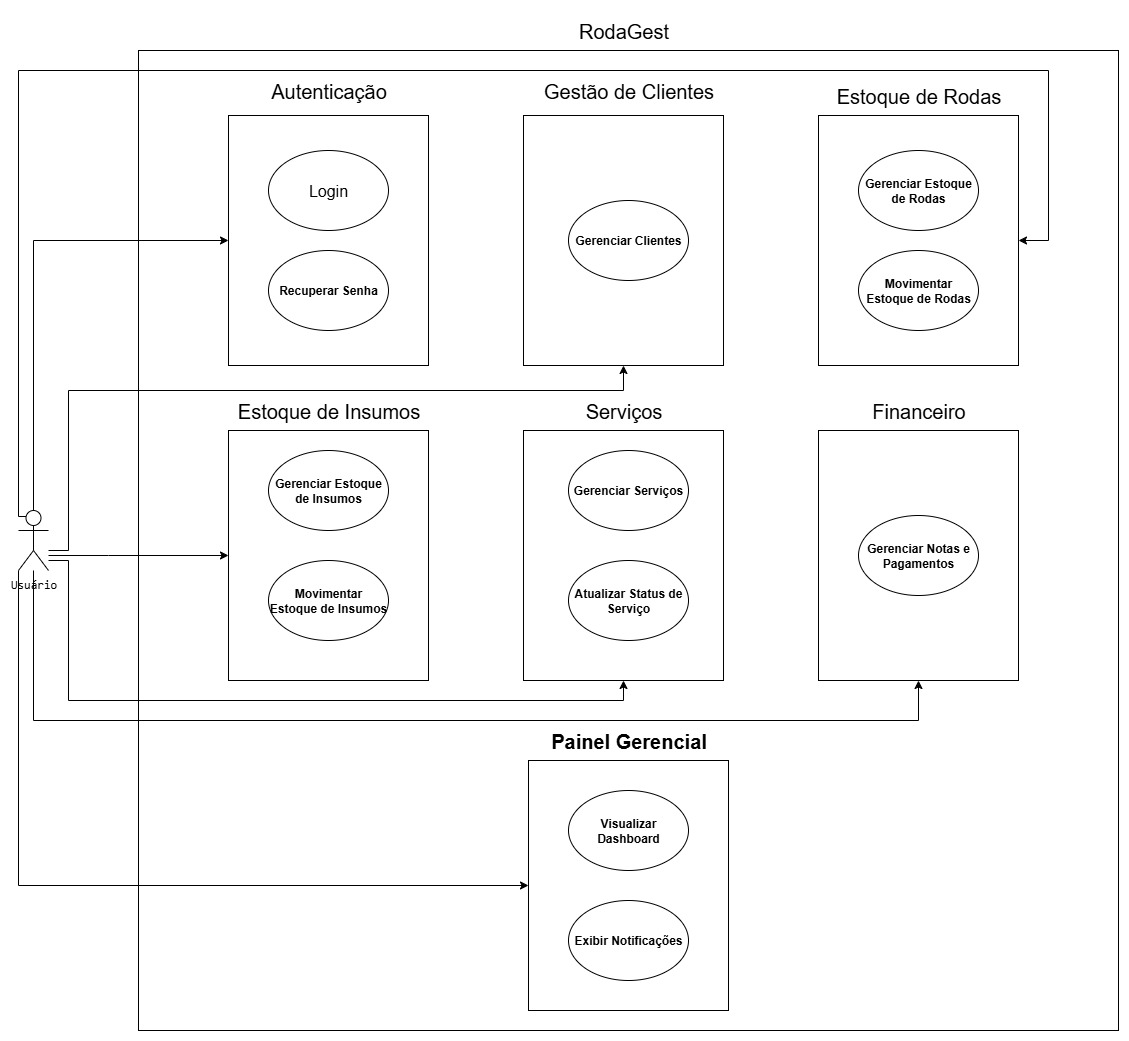 RodaGest
Autenticação
Gestão de Clientes
Estoque de Rodas
Login
Recuperar Senha
Gerenciar Clientes
Gerenciar Estoque
de Rodas
Movimentar
Estoque de Rodas
Estoque de Insumos
Serviços
Financeiro
Gerenciar Estoque
de Insumos
Movimentar
Estoque de Insumos
Gerenciar Serviços
Atualizar Status de
Serviço
Gerenciar Notas e
Pagamentos
Usuário
Painel Gerencial
Visualizar
Dashboard
Exibir Notificações